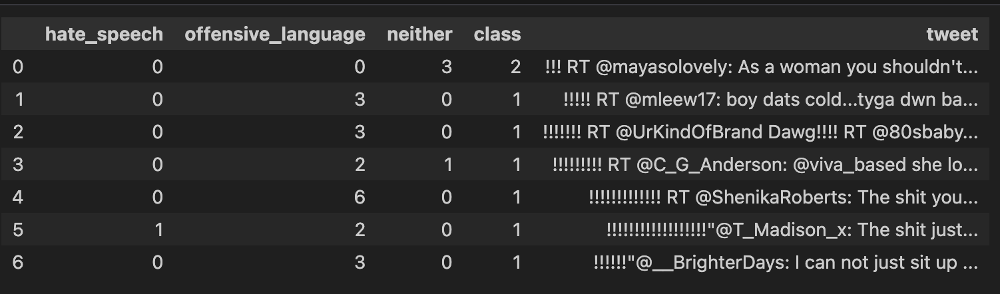 hate_speech offensive_language neither class tweet
0 0 0 3 2 !!! RT @mayasolovely: As a woman you shouldn't...
1 0 3 0 1 !!!!! RT @mleew17: boy dats cold...tyga dwn ba...
2 0 3 0 1 !!!!!!! RT @UrKindOfBrand Dawg!!!! RT @80sbaby...
3 0 2 1 1 !!!!!!!!! RT @C_G_Anderson: @viva_based she lo...
4 0 6 0 1 !!!!!!!!!!!!! RT @ShenikaRoberts: The shit you...
5 1 2 0 1 !!!!!!!!!!!!!!!!!!"@T_Madison_x: The shit just...
6 0 3 0 1 !!!!!!"@__BrighterDays: I can not just sit up ...